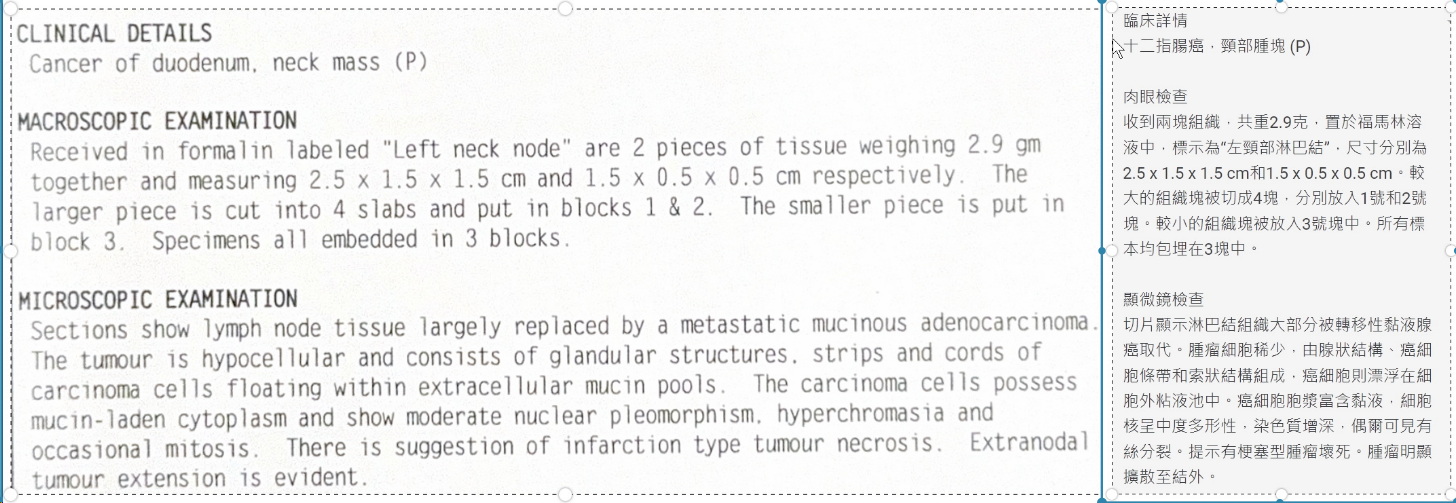 CLINICAL DETAILS
Cancer of duodenum, neck mass (P)
MACROSCOPIC EXAMINATION
Received in formalin labeled "Left neck node" are 2 pieces of tissue weighing 2.9 gm
together and measuring 2.5 x 1.5 x 1.5 cm and 1.5 x 0.5 x 0.5 cm respectively. The
larger piece is cut into 4 slabs and put in blocks 1 & 2. The smaller piece is put in
block 3. Specimens all embedded in 3 blocks.
MICROSCOPIC EXAMINATION
Sections show lymph node tissue largely replaced by a metastatic mucinous adenocarcinoma.
The tumour is hypocellular and consists of glandular structures, strips and cords of
carcinoma cells floating within extracellular mucin pools. The carcinoma cells possess
mucin-laden cytoplasm and show moderate nuclear pleomorphism, hyperchromasia and
occasional mitosis. There is suggestion of infarction type tumour necrosis. Extranodal
tumour extension is evident.
臨床詳情
十二指腸癌，頸部腫塊 (P)
肉眼檢查
收到兩塊組織，共重2.9克，置於福馬林溶
液中，標示為“左頸部淋巴結”，尺寸分別為
2.5 x 1.5 x 1.5 cm和1.5 x 0.5 x 0.5 cm。較
大的組織塊被切成4塊，分別放入1號和2號
塊。較小的組織塊被放入3號塊中。所有標
本均包埋在3塊中。
顯微鏡檢查
切片顯示淋巴結組織大部分被轉移性黏液腺
癌取代。腫瘤細胞稀少，由腺狀結構、癌細
胞條帶和索狀結構組成，癌細胞則漂浮在細
胞外粘液池中。癌細胞胞漿富含黏液，細胞
核呈中度多形性，染色質增深，偶爾可見有
絲分裂。提示有梗塞型腫瘤壞死。腫瘤明顯
擴散至結外。